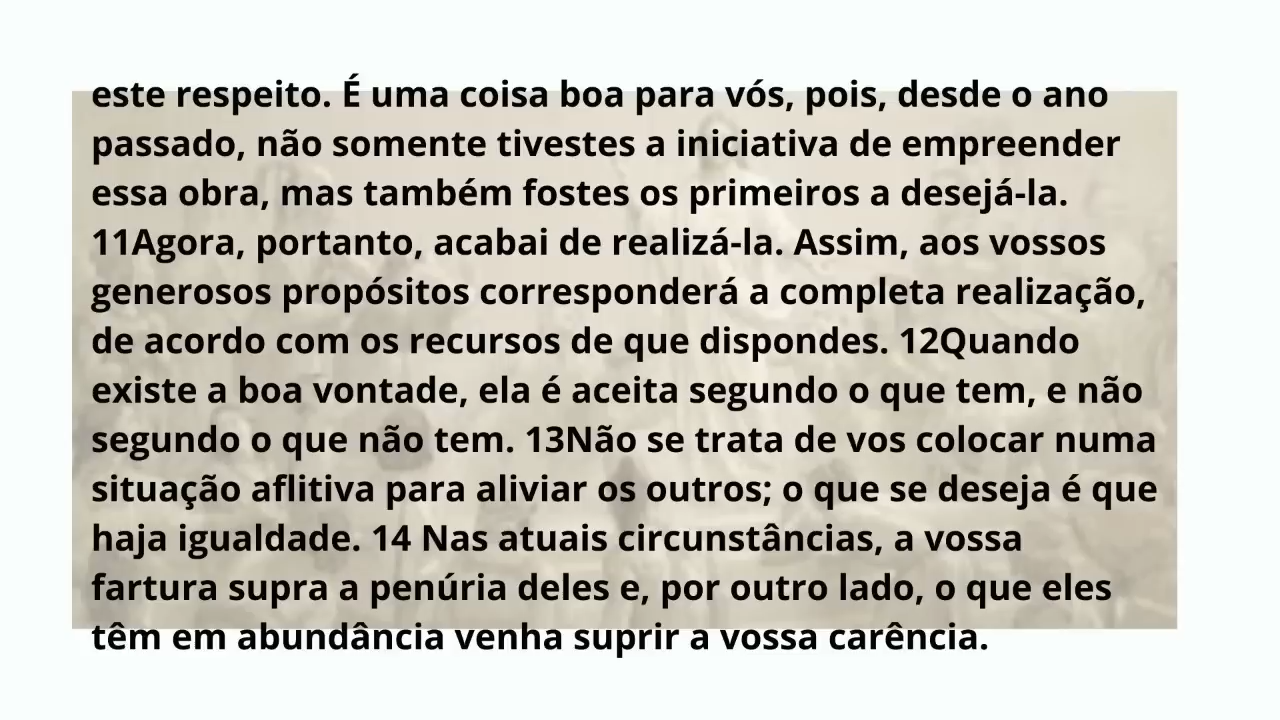 este respeito. É uma coisa boa para vós, pois, desde o ano
passado, não somente tivestes a iniciativa de empreender
essa obra, mas também fostes os primeiros a desejá-la.
11Agora, portanto, acabai de realizá-la. Assim, aos vossos
generosos propósitos corresponderá a completa realização,
de acordo com os recursos de que dispondes. 12Quando
existe a boa vontade, ela é aceita segundo o que tem, e não
segundo o que não tem. 13Não se trata de vos colocar numa
situação aflitiva para aliviar os outros; o que se deseja é que
haja igualdade. 14 Nas atuais circunstâncias, a vossa
fartura supra a penúria deles e, por outro lado, o que eles
têm em abundância venha suprir a vossa carência.